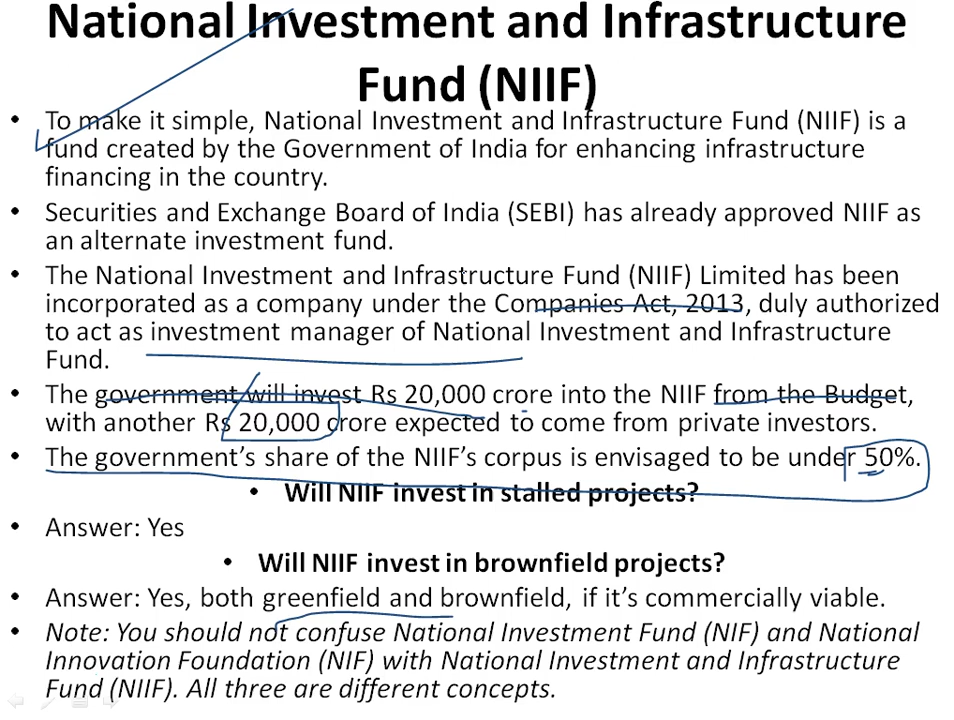 National Investment and Infrastructure
Fund (NIIF)
• To make it simple, National Investment and Infrastructure Fund (NIIF) is a
fund created by the Government of India for enhancing infrastructure
financing in the country.
• Securities and Exchange Board of India (SEBI) has already approved NIIF as
an alternate investment fund.
• The National Investment and Infrastructure Fund (NIIF) Limited has been
incorporated as a company under the Companies Act, 2013, duly authorized
to act as investment manager of National Investment and Infrastructure
Fund.
• The government will invest Rs 20,000 crore into the NIIF from the Budget,
with another Rs 20,000 crore expected to come from private investors.
• The government's share of the NIIF's corpus is envisaged to be under 50%.
• Will NIIF invest in stalled projects?
• Answer: Yes
• Will NIIF invest in brownfield projects?
• Answer: Yes, both greenfield and brownfield, if it's commercially viable.
• Note: You should not confuse National Investment Fund (NIF) and National
Innovation Foundation (NIF) with National Investment and Infrastructure
Fund (NIIF). All three are different concepts.